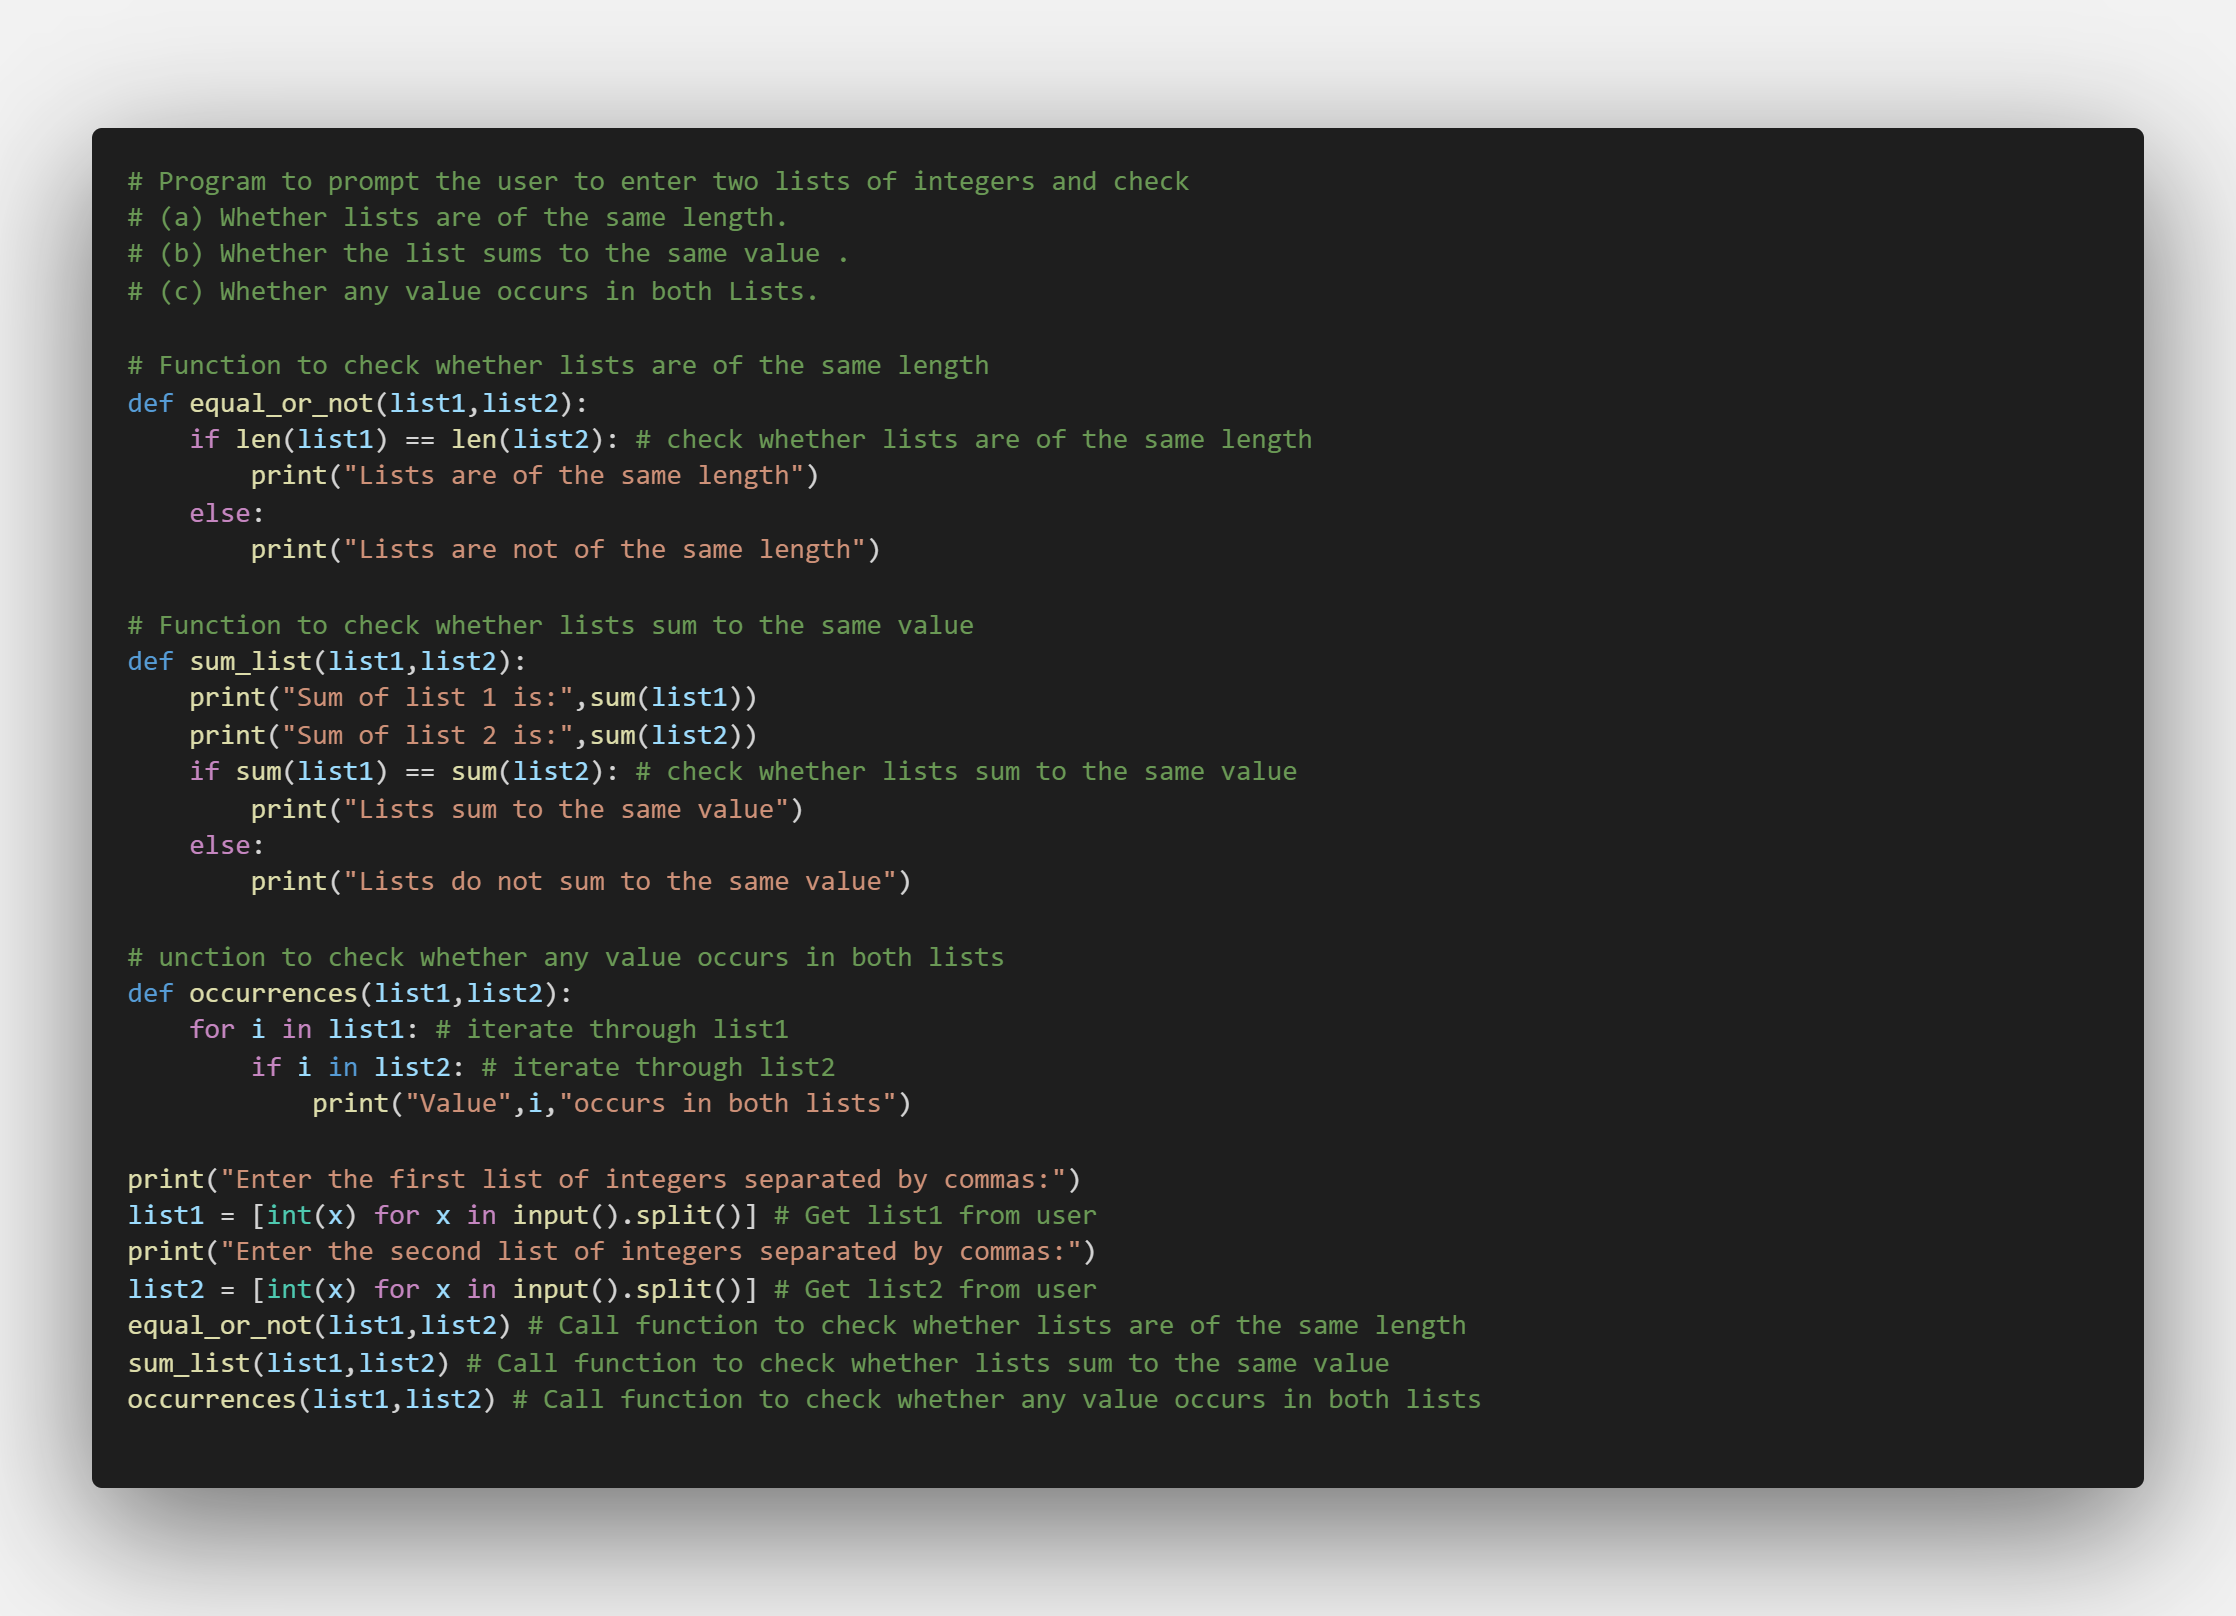 # Program to prompt the user to enter two lists of integers and check
# (a) Whether lists are of the same length.
# (b) Whether the list sums to the same value .
# (c) Whether any value occurs in both Lists.

# Function to check whether lists are of the same length
def equal_or_not(list1,list2):
    if len(list1) == len(list2): # check whether lists are of the same length
        print("Lists are of the same length")
    else:
        print("Lists are not of the same length")

# Function to check whether lists sum to the same value
def sum_list(list1,list2):
    print("Sum of list 1 is:",sum(list1))
    print("Sum of list 2 is:",sum(list2))
    if sum(list1) == sum(list2): # check whether lists sum to the same value
        print("Lists sum to the same value")
    else:
        print("Lists do not sum to the same value")

# unction to check whether any value occurs in both lists
def occurrences(list1,list2):
    for i in list1: # iterate through list1
        if i in list2: # iterate through list2
            print("Value",i,"occurs in both lists")

print("Enter the first list of integers separated by commas:")
list1 = [int(x) for x in input().split()] # Get list1 from user
print("Enter the second list of integers separated by commas:")
list2 = [int(x) for x in input().split()] # Get list2 from user
equal_or_not(list1,list2) # Call function to check whether lists are of the same length
sum_list(list1,list2) # Call function to check whether lists sum to the same value
occurrences(list1,list2) # Call function to check whether any value occurs in both lists